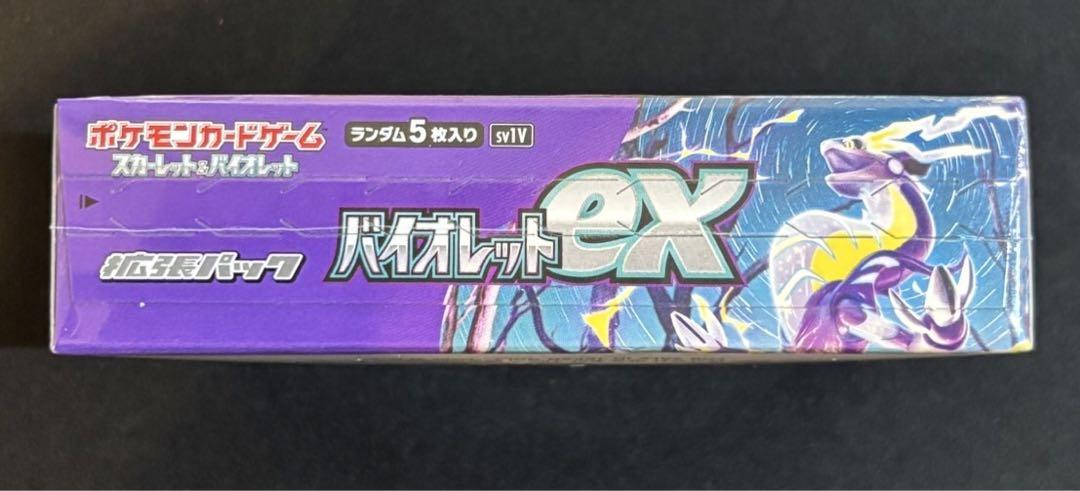 ポケモンカードゲーム
スカーレット&バイオレット
ランダム5枚入り SV1V
バイオレットex
拡張パック